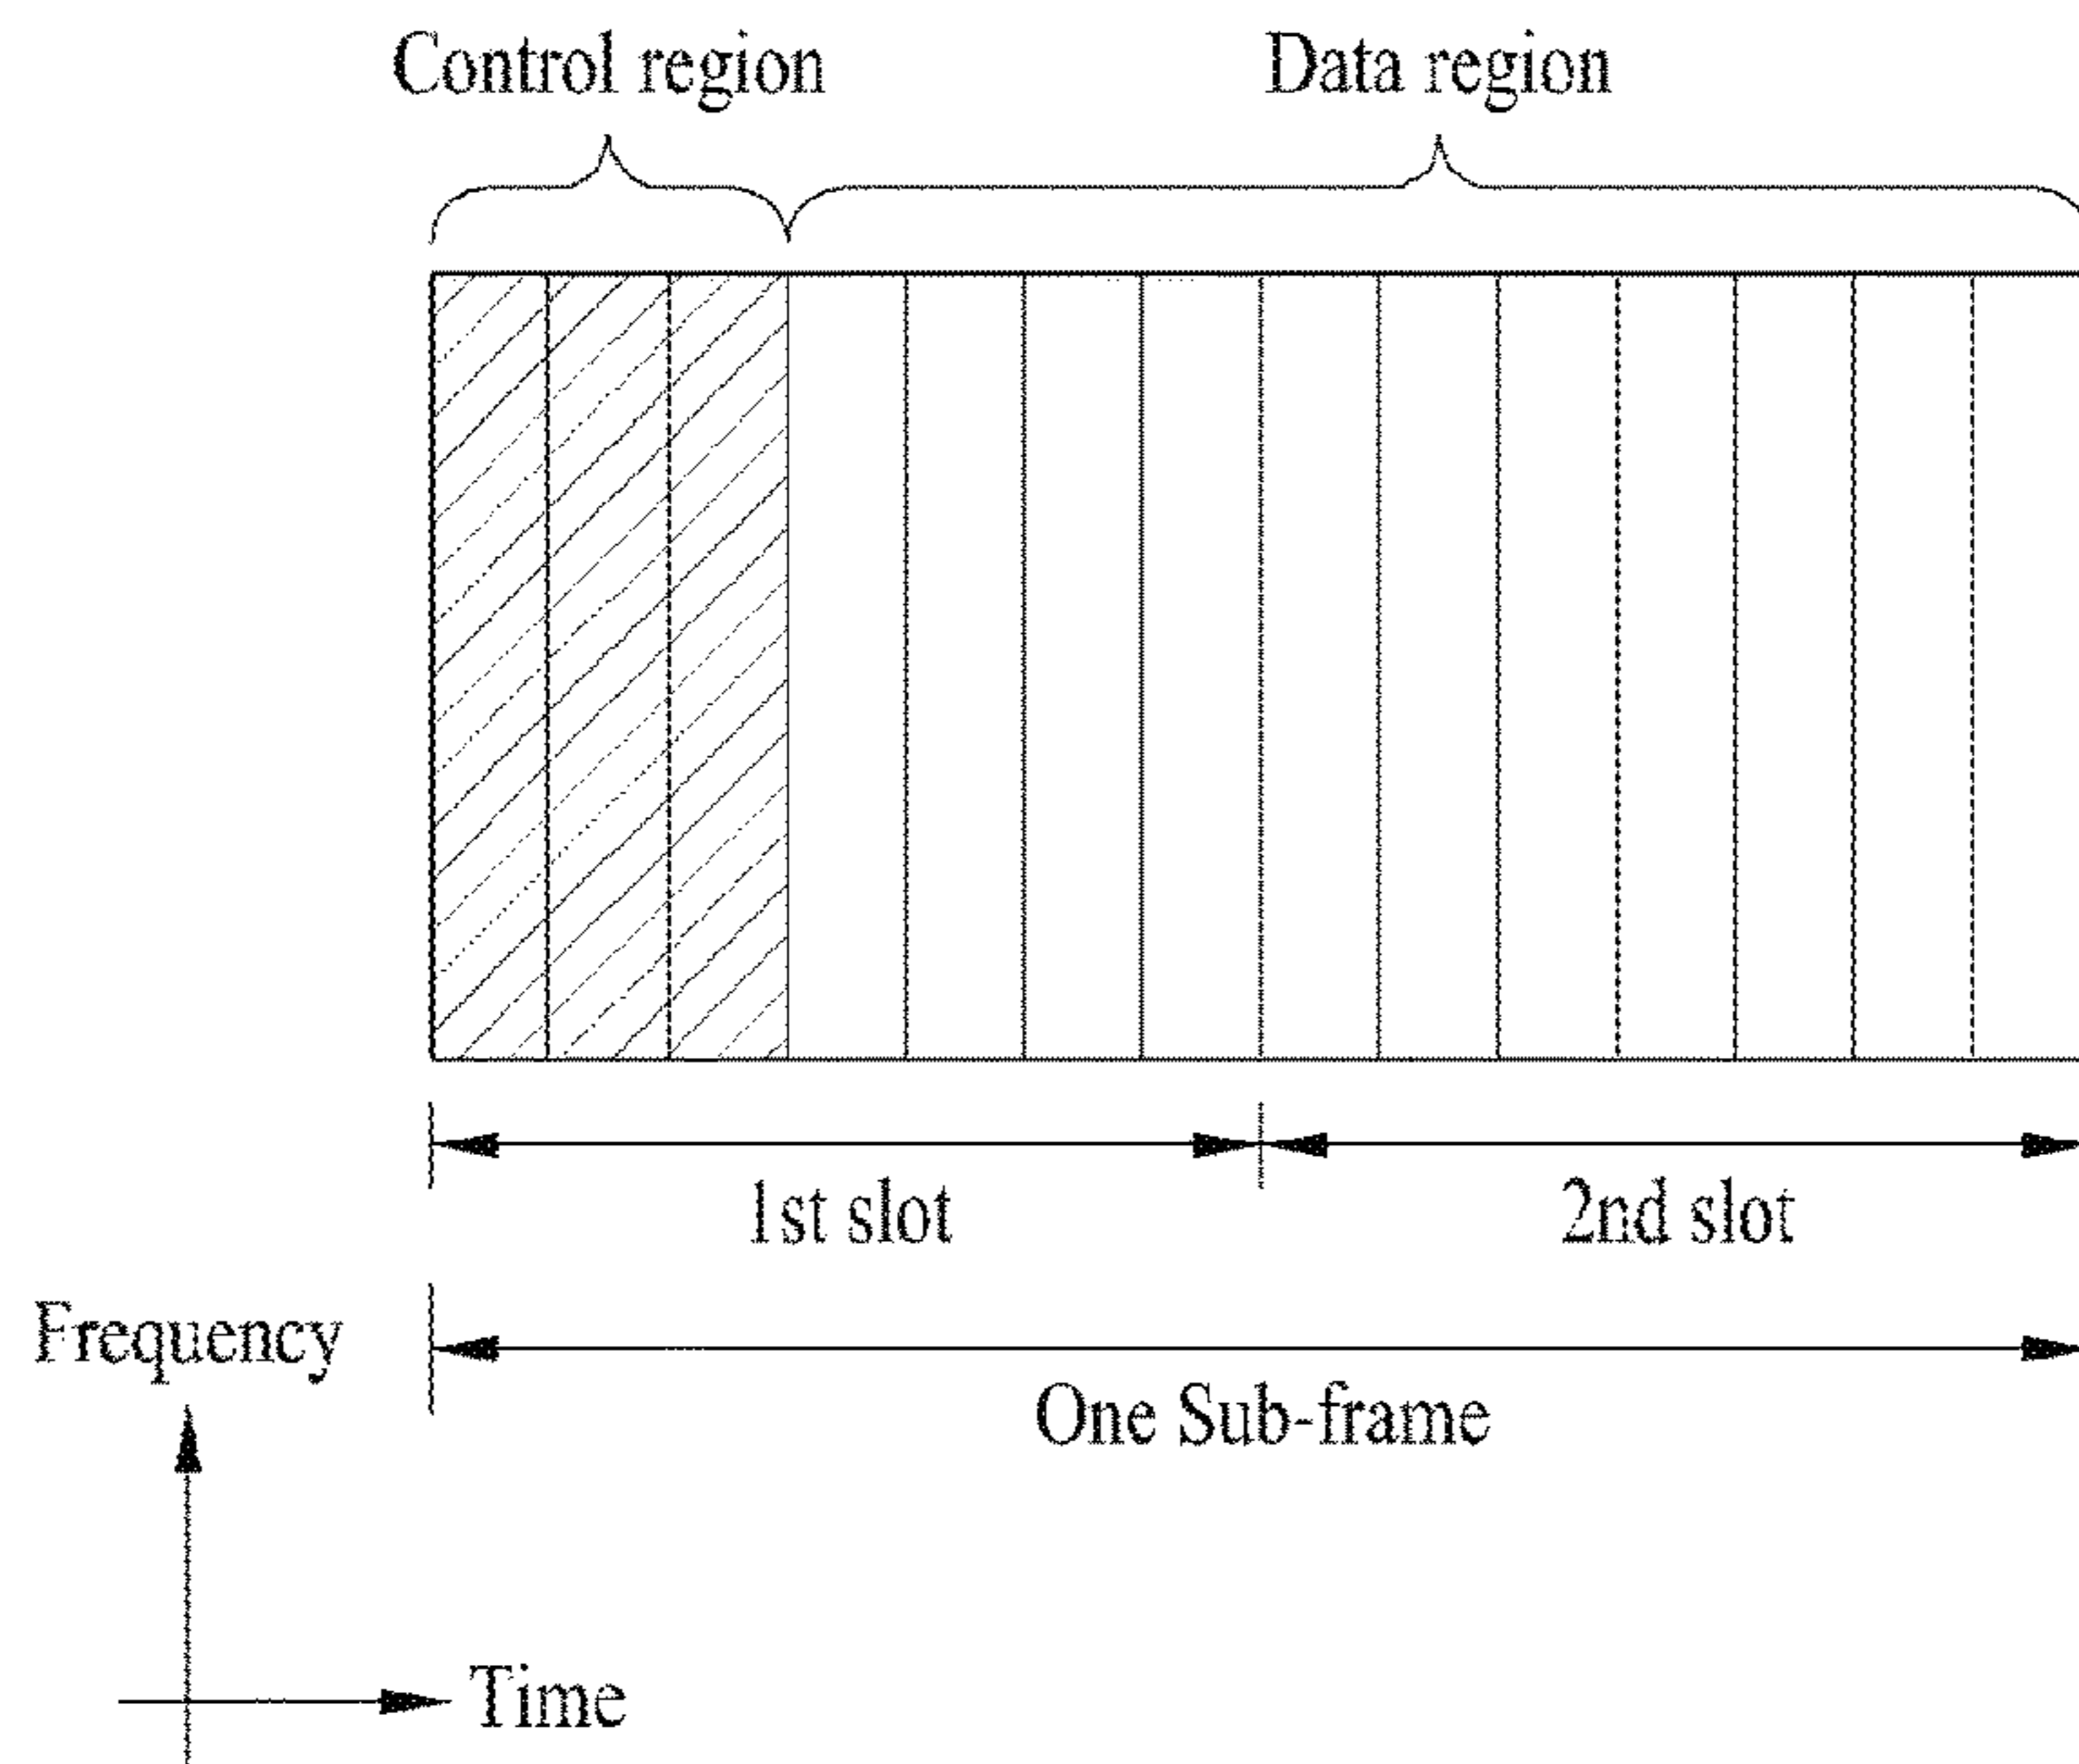 Control region
Data region
1st slot
2nd slot
One Sub-frame
Frequency
Time